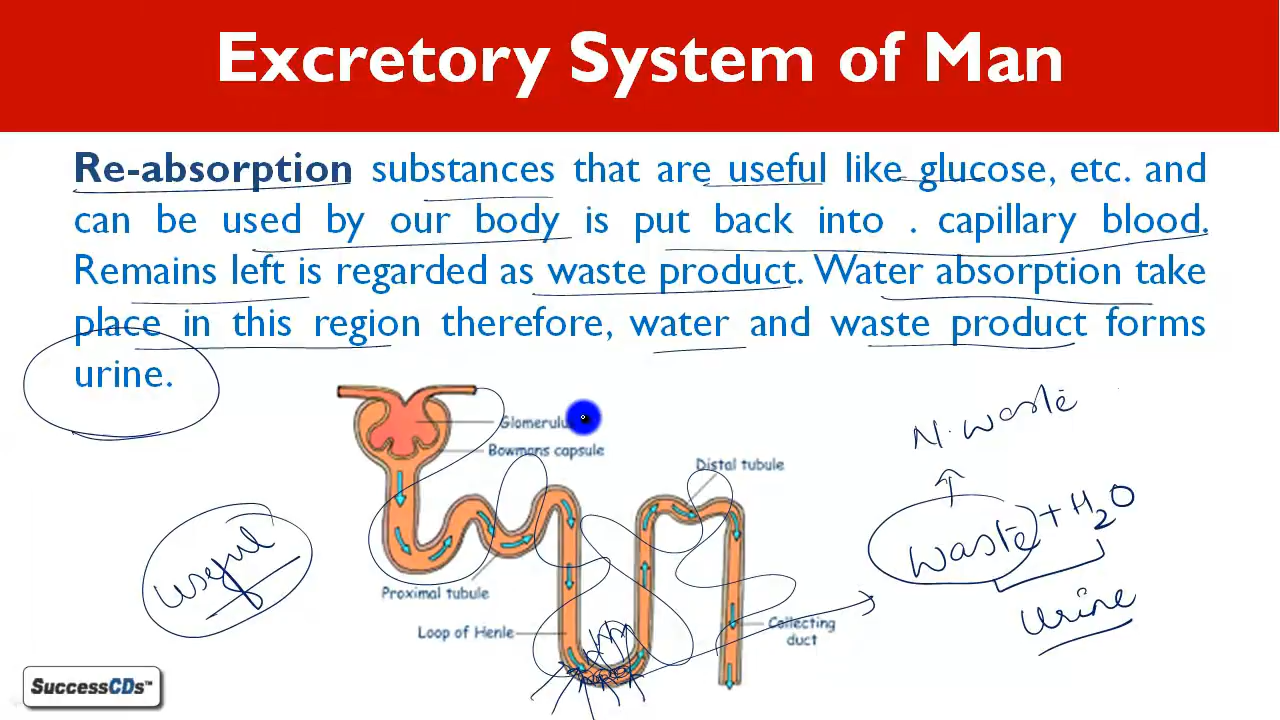 Excretory System of Man
Re-absorption substances that are useful like glucose, etc. and
can be used by our body is put back into . capillary blood.
Remains left is regarded as waste product. Water absorption take
place in this region therefore, water and waste product forms
urine.
Glomerulu
Bowmans capsule
Distal tubule
Proximal tubule
Loop of Henle
Collecting
duct
useful
N. waste
waste + H2O
urine
SuccessCDs™